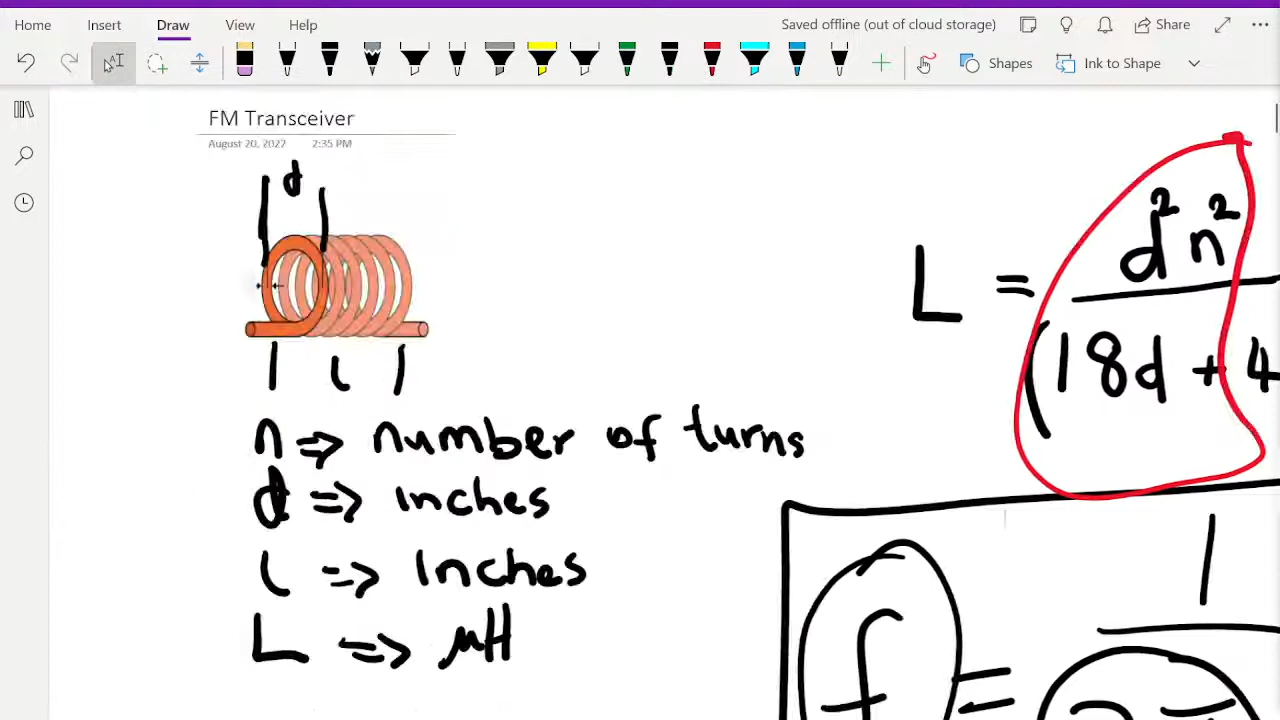 Home Insert Draw View Help Saved offline (out of cloud storage) Share
Shapes Ink to Shape
FM Transceiver
August 20, 2022 2:35 PM
d
l
n => number of turns
d => inches
l => Inches
L => μH
L = d²n²
(18d + 4
1
f =